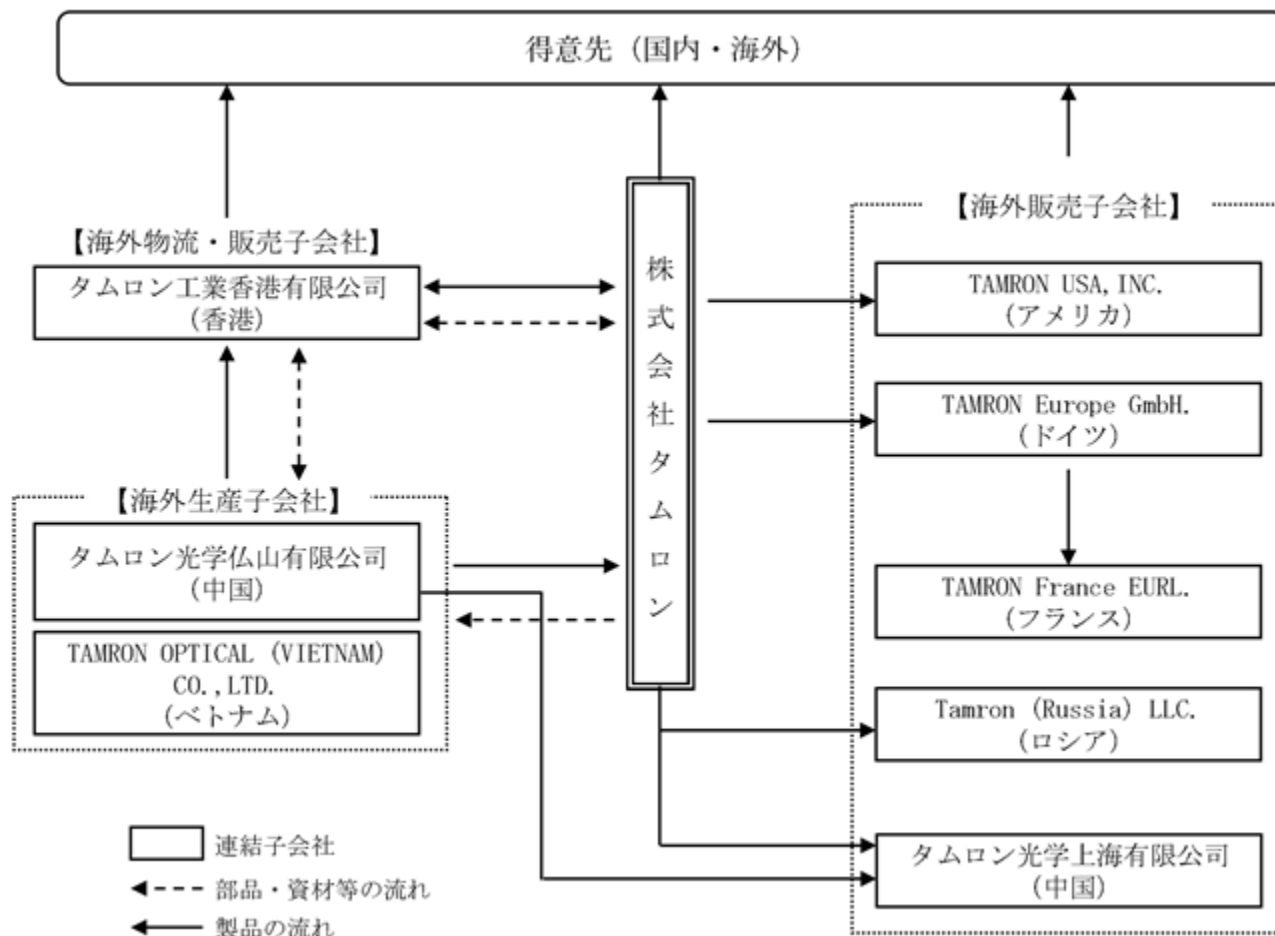 得意先（国内・海外）
【海外物流・販売子会社】
タムロン工業香港有限公司
（香港）
【海外生産子会社】
タムロン光学仏山有限公司
（中国）
TAMRON OPTICAL (VIETNAM)
CO.,LTD.
（ベトナム）
株式会社タムロン
【海外販売子会社】
TAMRON USA,INC.
（アメリカ）
TAMRON Europe GmbH.
（ドイツ）
TAMRON France EURL.
（フランス）
Tamron (Russia) LLC.
（ロシア）
タムロン光学上海有限公司
（中国）
連結子会社
部品・資材等の流れ
製品の流れ